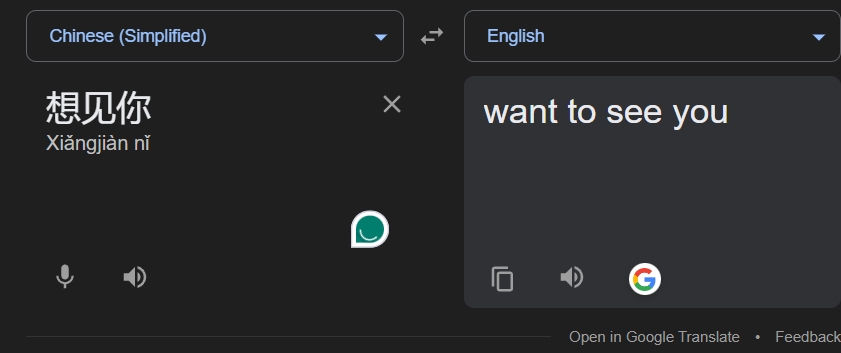 Chinese (Simplified)
English
想见你
Xiǎngjiàn nǐ
want to see you
Open in Google Translate • Feedback